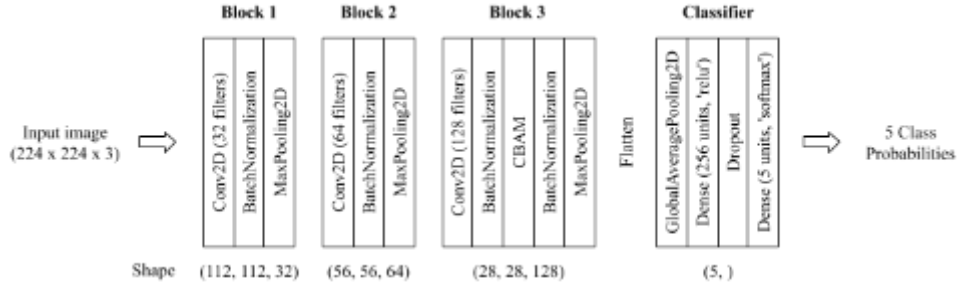 Block 1
Block 2
Block 3
Classifier
Input image
(224 x 224 x 3)
Conv2D (32 filters)
BatchNormalization
MaxPooling2D
Conv2D (64 filters)
BatchNormalization
MaxPooling2D
Conv2D (128 filters)
BatchNormalization
CBAM
BatchNormalization
MaxPooling2D
Flatten
GlobalAveragePooling2D
Dense (256 units, 'relu')
Dropout
Dense (5 units, 'softmax')
5 Class
Probabilities
Shape
(112, 112, 32)
(56, 56, 64)
(28, 28, 128)
(5, )